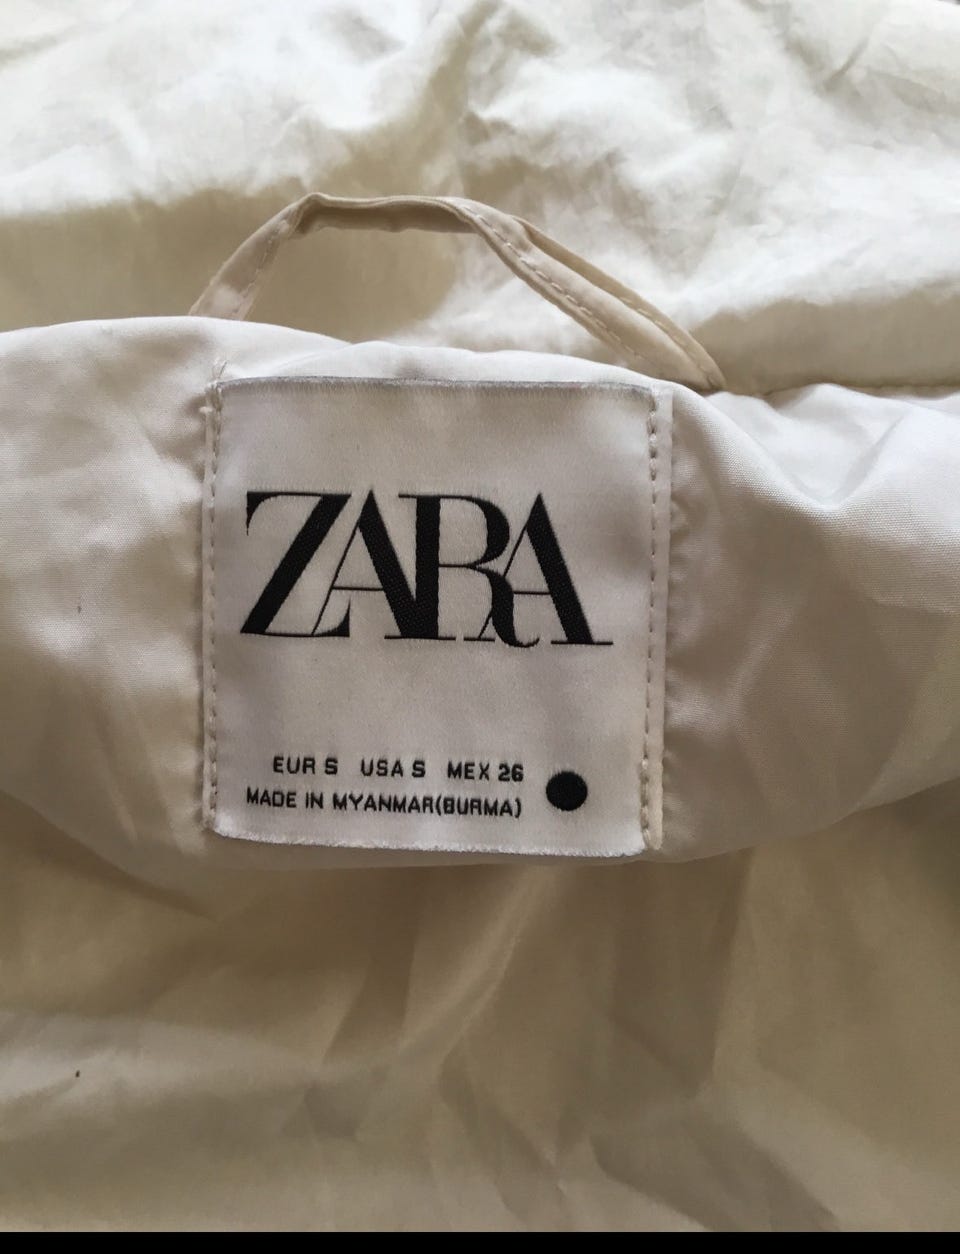 ZARA
EUR S USA S MEX 26
MADE IN MYANMAR(BURMA)